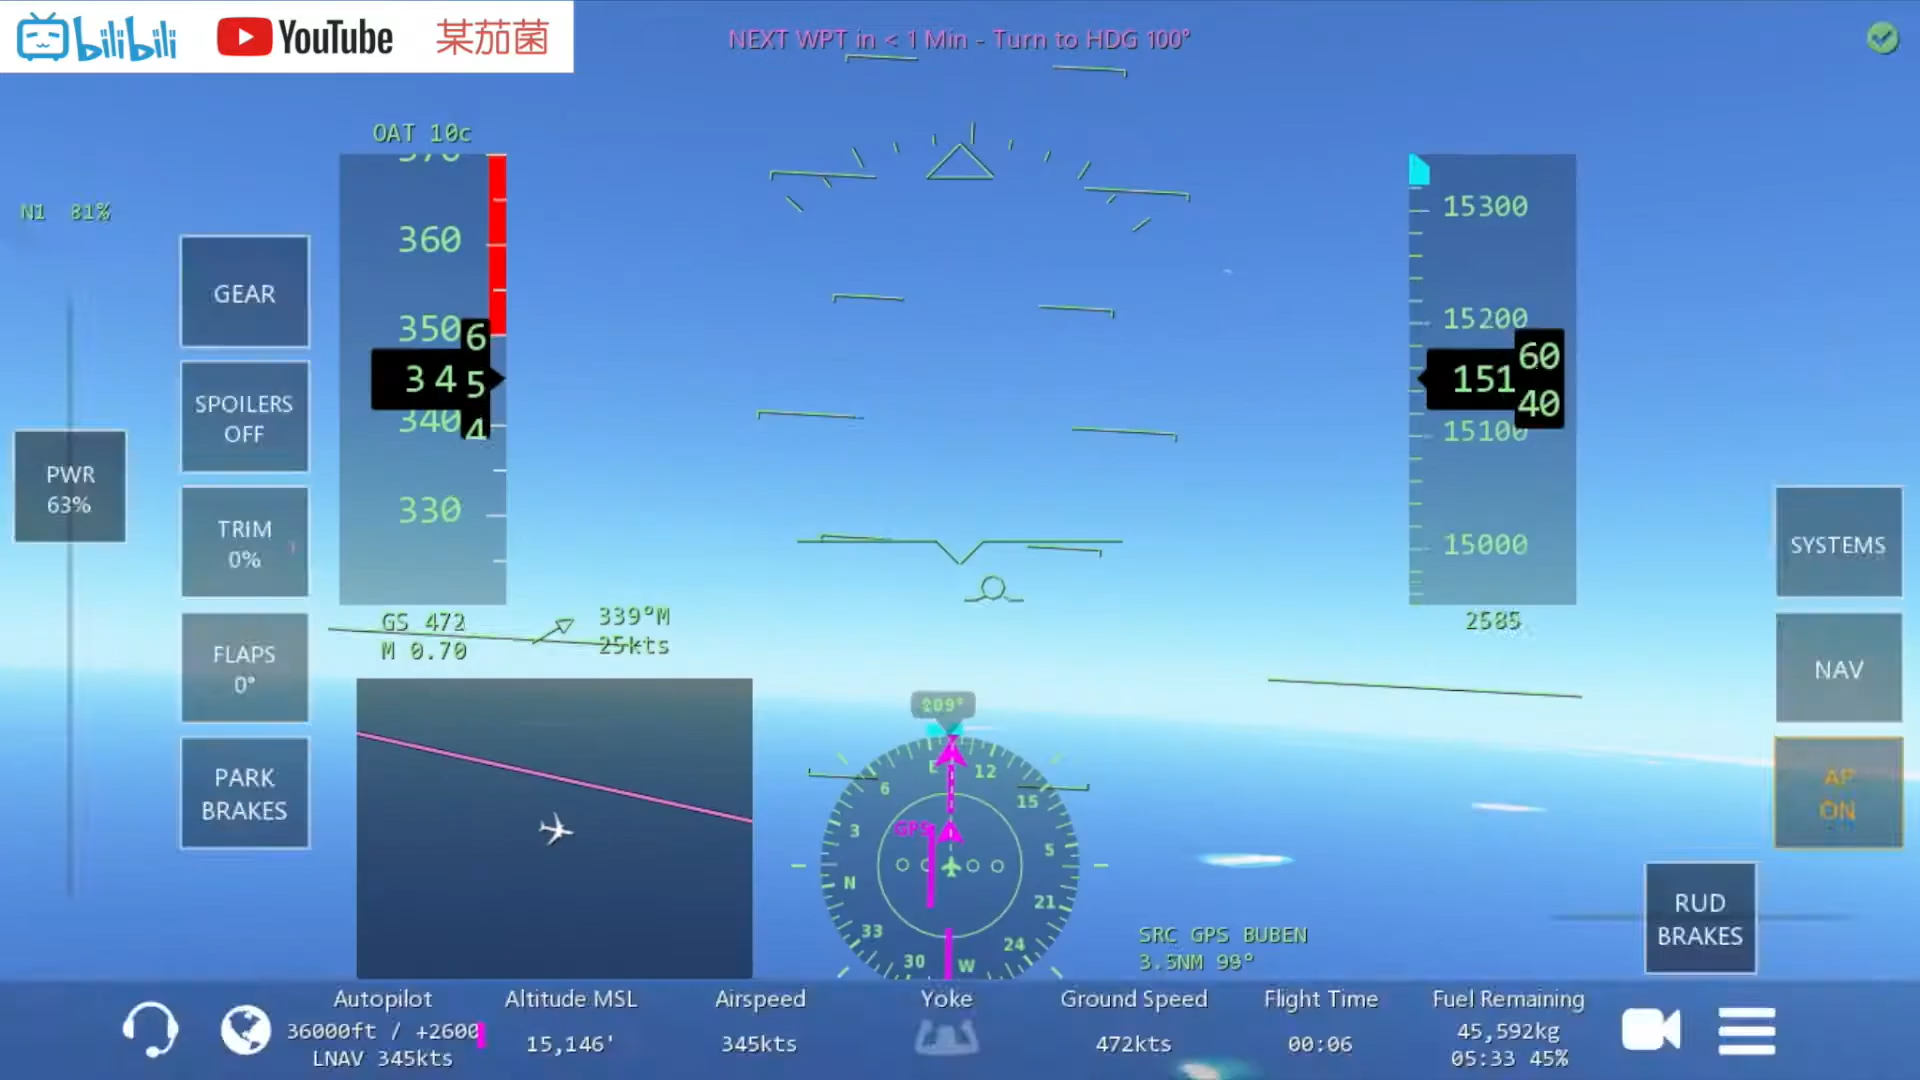 bilibili YouTube 某茄菌
NEXT WPT in < 1 Min - Turn to HDG 100°
OAT 10c
N1 81%
370
360
350
340
330
6
345
4
GEAR
SPOILERS
OFF
TRIM
0%
FLAPS
0°
PARK
BRAKES
PWR
63%
GS 472
M 0.70
339°M
25kts
15300
15200
15100
15000
60
151
40
2585
SYSTEMS
NAV
AP
ON
RUD
BRAKES
E
12
15
5
21
24
W
30
33
N
3
6
GPS
SRC GPS BUBEN
3.5NM 99°
Autopilot
36000ft / +2600
LNAV 345kts
Altitude MSL
15,146'
Airspeed
345kts
Yoke
Ground Speed
472kts
Flight Time
00:06
Fuel Remaining
45,592kg
05:33 45%